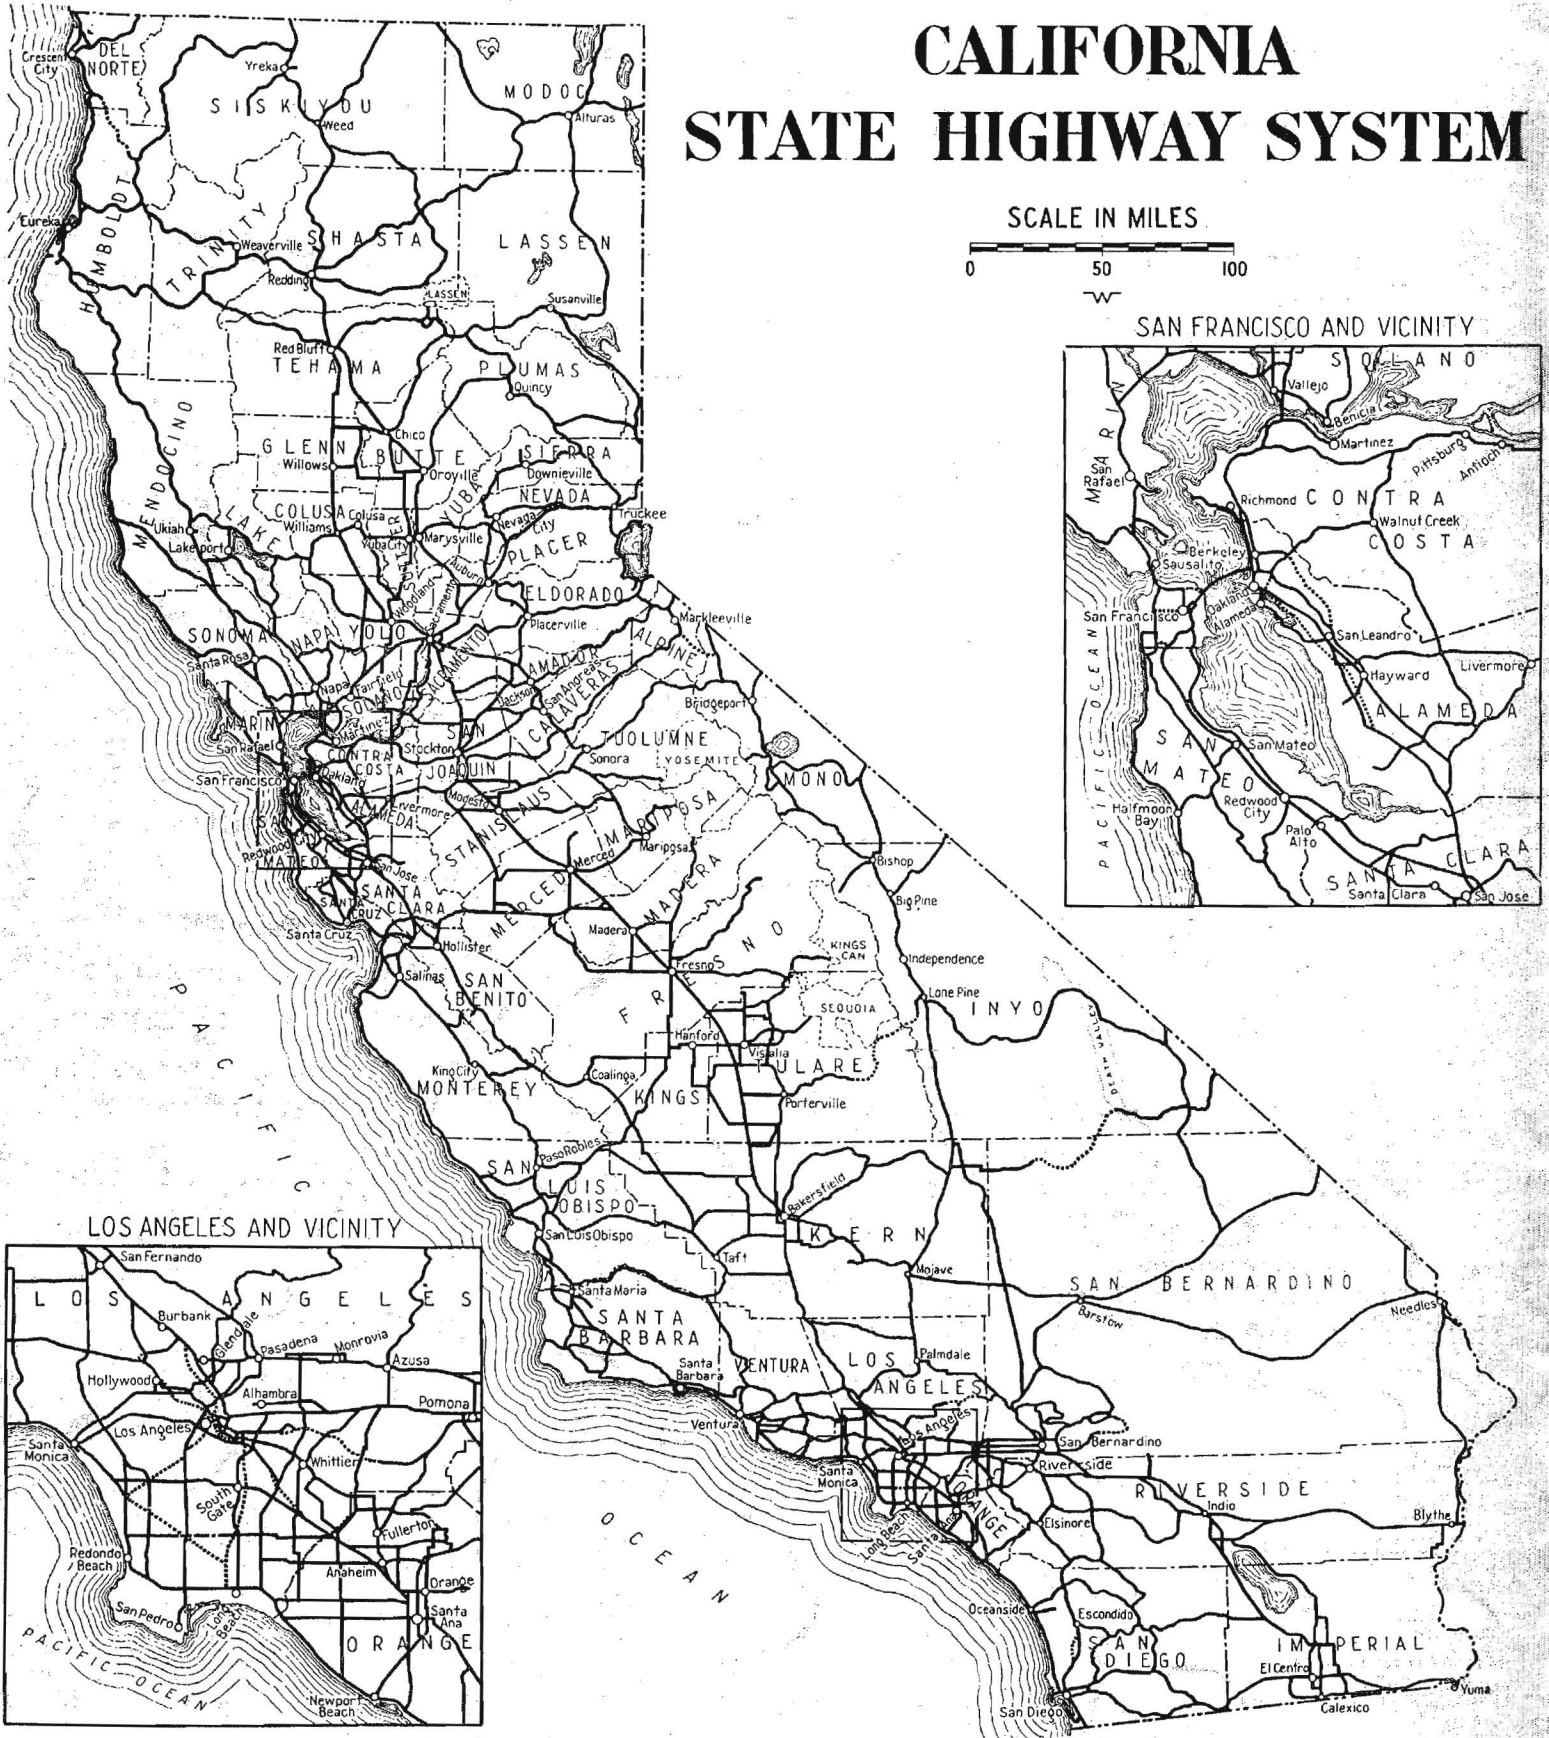 CALIFORNIA
STATE HIGHWAY SYSTEM
SCALE IN MILES
0 50 100
W
SAN FRANCISCO AND VICINITY
SOLANO
Vallejo
Benicia
Martinez
Pittsburg
Antioch
MARIN
San
Rafael
Richmond
CONTRA
COSTA
Walnut Creek
Berkeley
Sausalito
Oakland
Alameda
San Francisco
San Leandro
Hayward
Livermore
ALAMEDA
PACIFIC OCEAN
SAN
MATEO
San Mateo
Halfmoon
Bay
Redwood
City
Palo
Alto
SANTA CLARA
Santa Clara
San Jose
Crescent
City
DEL
NORTE
Yreka
SISKIYOU
Weed
MODOC
Alturas
Eureka
HUMBOLDT
TRINITY
Weaverville
SHASTA
Redding
LASSEN
LASSEN
Susanville
Red Bluff
TEHAMA
PLUMAS
Quincy
MENDOCINO
GLENN
Willows
Chico
BUTTE
Oroville
SIERRA
Downieville
NEVADA
Nevada
City
Truckee
COLUSA
Colusa
Williams
Ukiah
Lakeport
LAKE
SUTTER
Yuba City
YUBA
Marysville
PLACER
Auburn
ELDORADO
Placerville
Woodland
Sacramento
SONOMA
Santa Rosa
NAPA
YOLO
Napa
Fairfield
SOLANO
SACRAMENTO
AMADOR
Jackson
San Andreas
CALAVERAS
ALPINE
Markleeville
Bridgeport
MARIN
San Rafael
Martinez
CONTRA
COSTA
SAN
JOAQUIN
Stockton
TUOLUMNE
Sonora
YOSEMITE
MONO
San Francisco
Oakland
ALAMEDA
Livermore
Modesto
STANISLAUS
SAN
MATEO
Redwood City
San Jose
SANTA
CLARA
SANTA
CRUZ
Santa Cruz
MERCED
Merced
MARIPOSA
Mariposa
MADERA
Madera
Bishop
Big Pine
Hollister
Salinas
SAN
BENITO
FRESNO
Fresno
KINGS
CAN
Independence
Lone Pine
INYO
SEQUOIA
DEATH VALLEY
King City
MONTEREY
Coalinga
Hanford
Visalia
TULARE
KINGS
Porterville
SAN
LUIS
OBISPO
Paso Robles
San Luis Obispo
Bakersfield
KERN
Taft
Mojave
SAN BERNARDINO
Barstow
Needles
Santa Maria
SANTA
BARBARA
Santa
Barbara
VENTURA
Ventura
LOS
ANGELES
Palmdale
Los Angeles
San Bernardino
Riverside
Santa
Monica
ORANGE
Long Beach
Santa Ana
RIVERSIDE
Elsinore
Indio
Blythe
Oceanside
Escondido
SAN
DIEGO
San Diego
IMPERIAL
El Centro
Calexico
Yuma
PACIFIC
OCEAN
LOS ANGELES AND VICINITY
San Fernando
LOS ANGELES
Burbank
Glendale
Pasadena
Monrovia
Azusa
Hollywood
Alhambra
Pomona
Los Angeles
Santa
Monica
Whittier
South
Gate
Fullerton
Redondo
Beach
Anaheim
Orange
San Pedro
Long
Beach
Santa
Ana
ORANGE
Newport
Beach
PACIFIC OCEAN